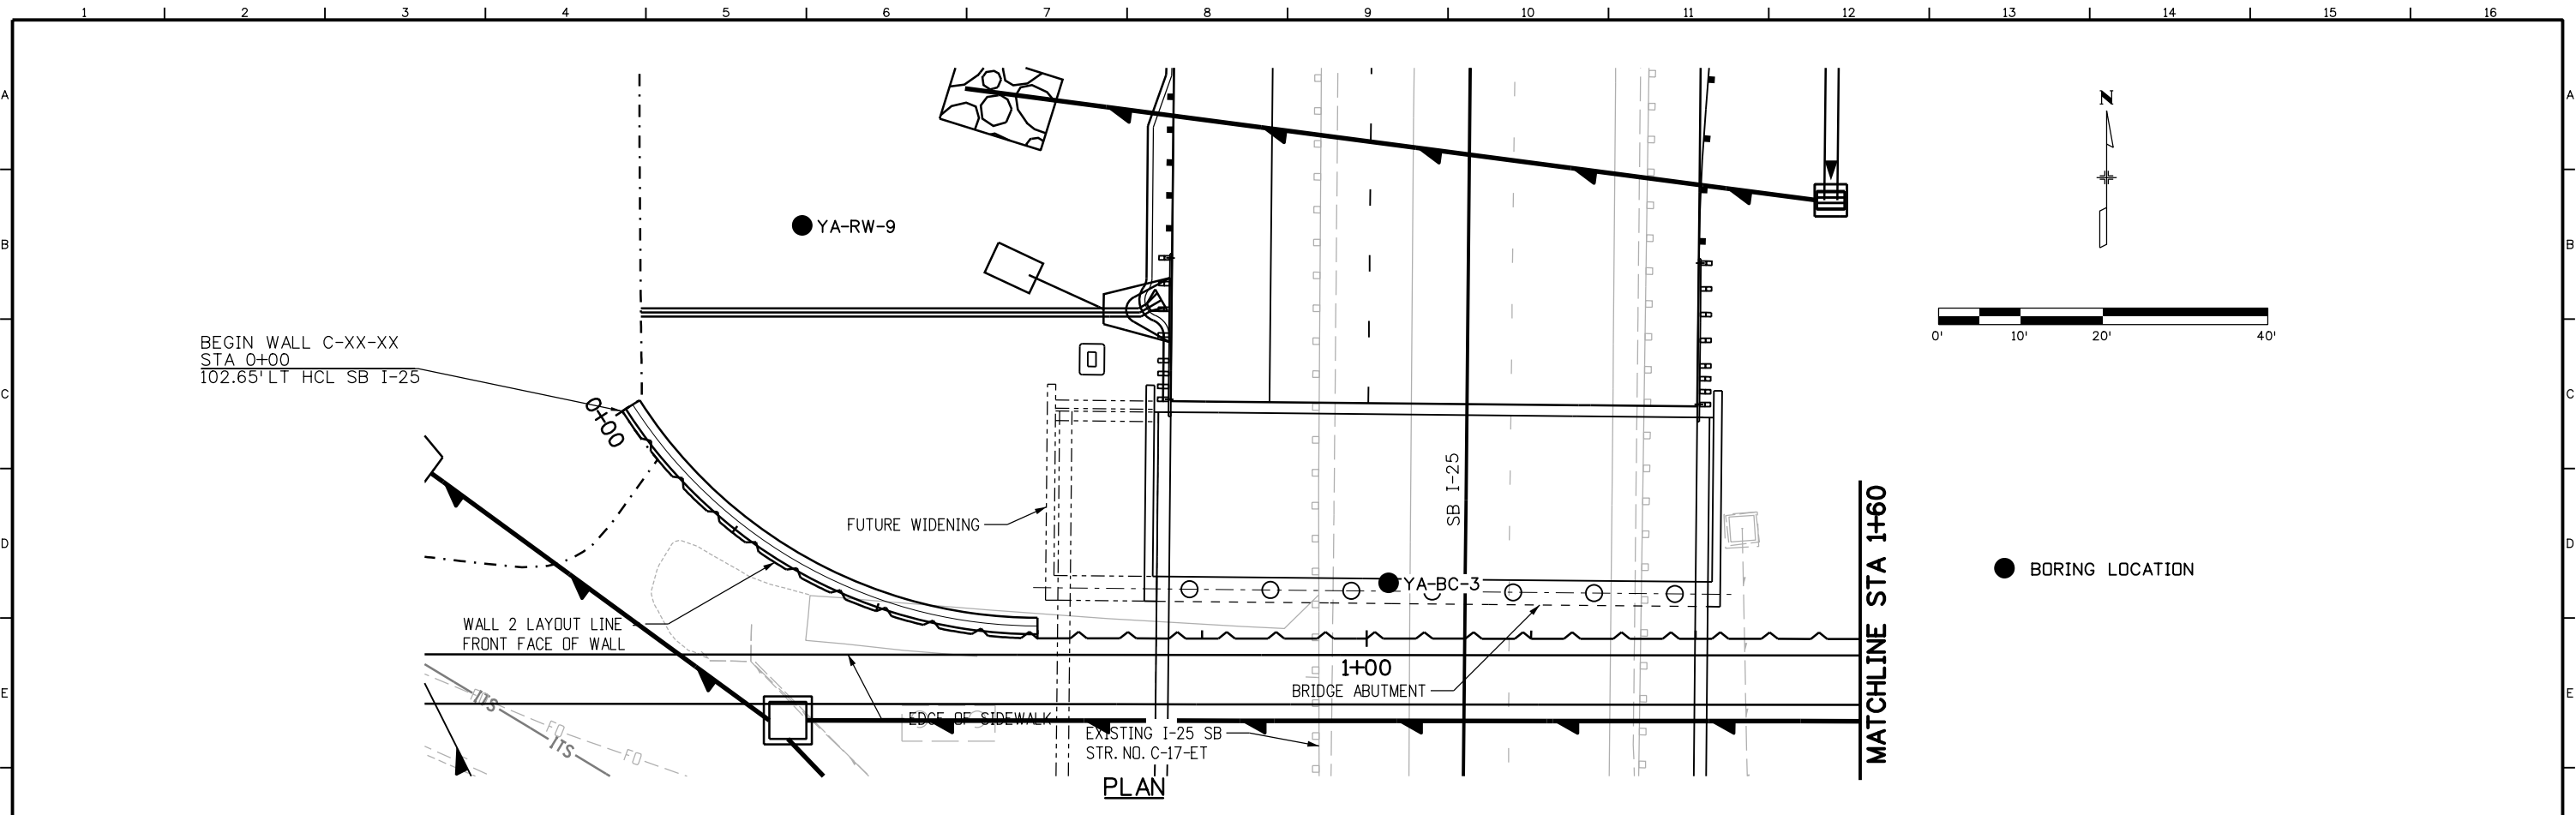 1 2 3 4 5 6 7 8 9 10 11 12 13 14 15 16
A A
N
YA-RW-9
B B
BEGIN WALL C-XX-XX
STA 0+00
102.65' LT HCL SB I-25
0' 10' 20' 40'
C C
0+00
SB I-25
FUTURE WIDENING
MATCHLINE STA 1+60
D D
YA-BC-3
BORING LOCATION
WALL 2 LAYOUT LINE
FRONT FACE OF WALL
1+00
BRIDGE ABUTMENT
E E
EDGE OF SIDEWALK
ITS
FO
ITS
FO
EXISTING I-25 SB
STR. NO. C-17-ET
PLAN